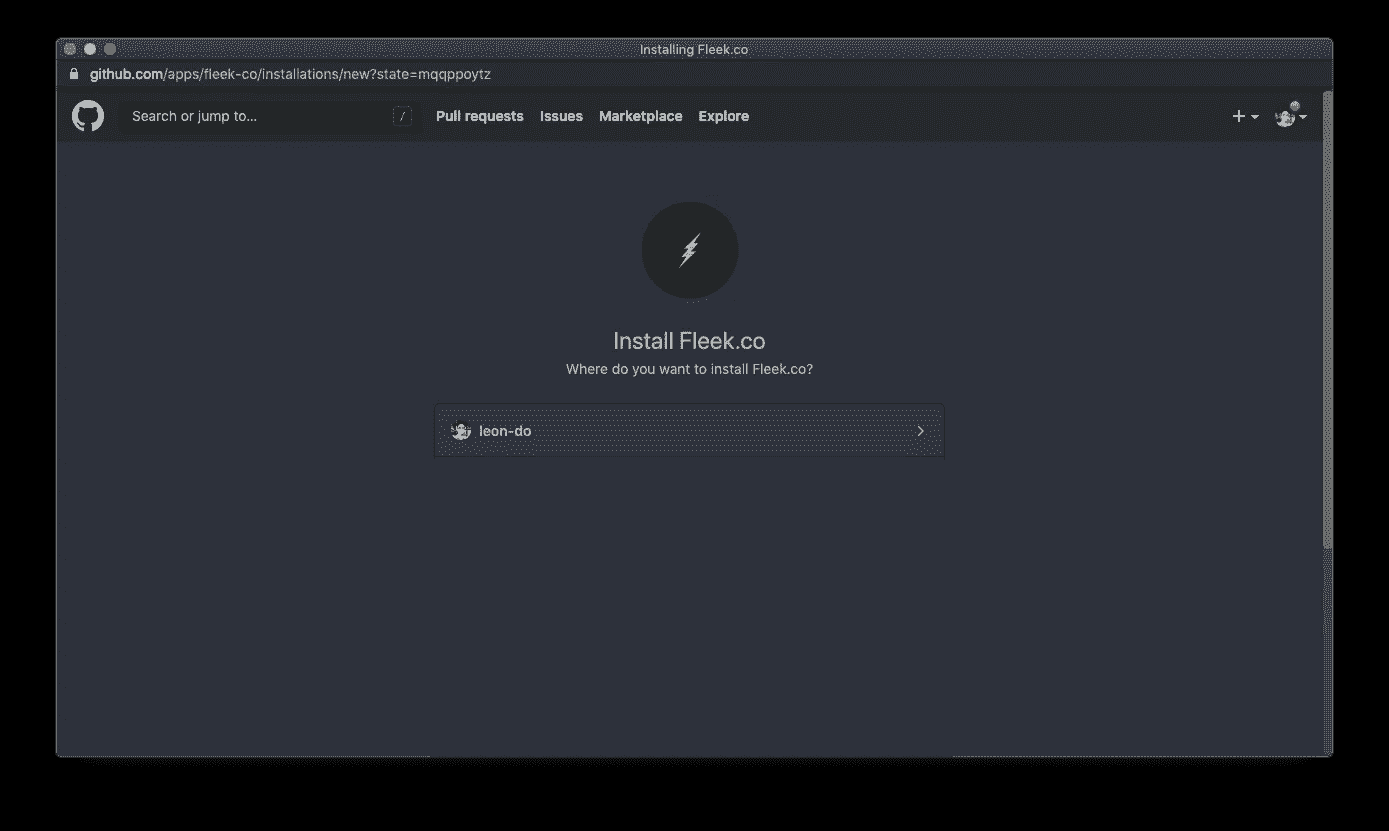 Installing Fleek.co
github.com/apps/fleek-co/installations/new?state=mqqppoytz
Search or jump to...
/
Pull requests
Issues
Marketplace
Explore
Install Fleek.co
Where do you want to install Fleek.co?
leon-do